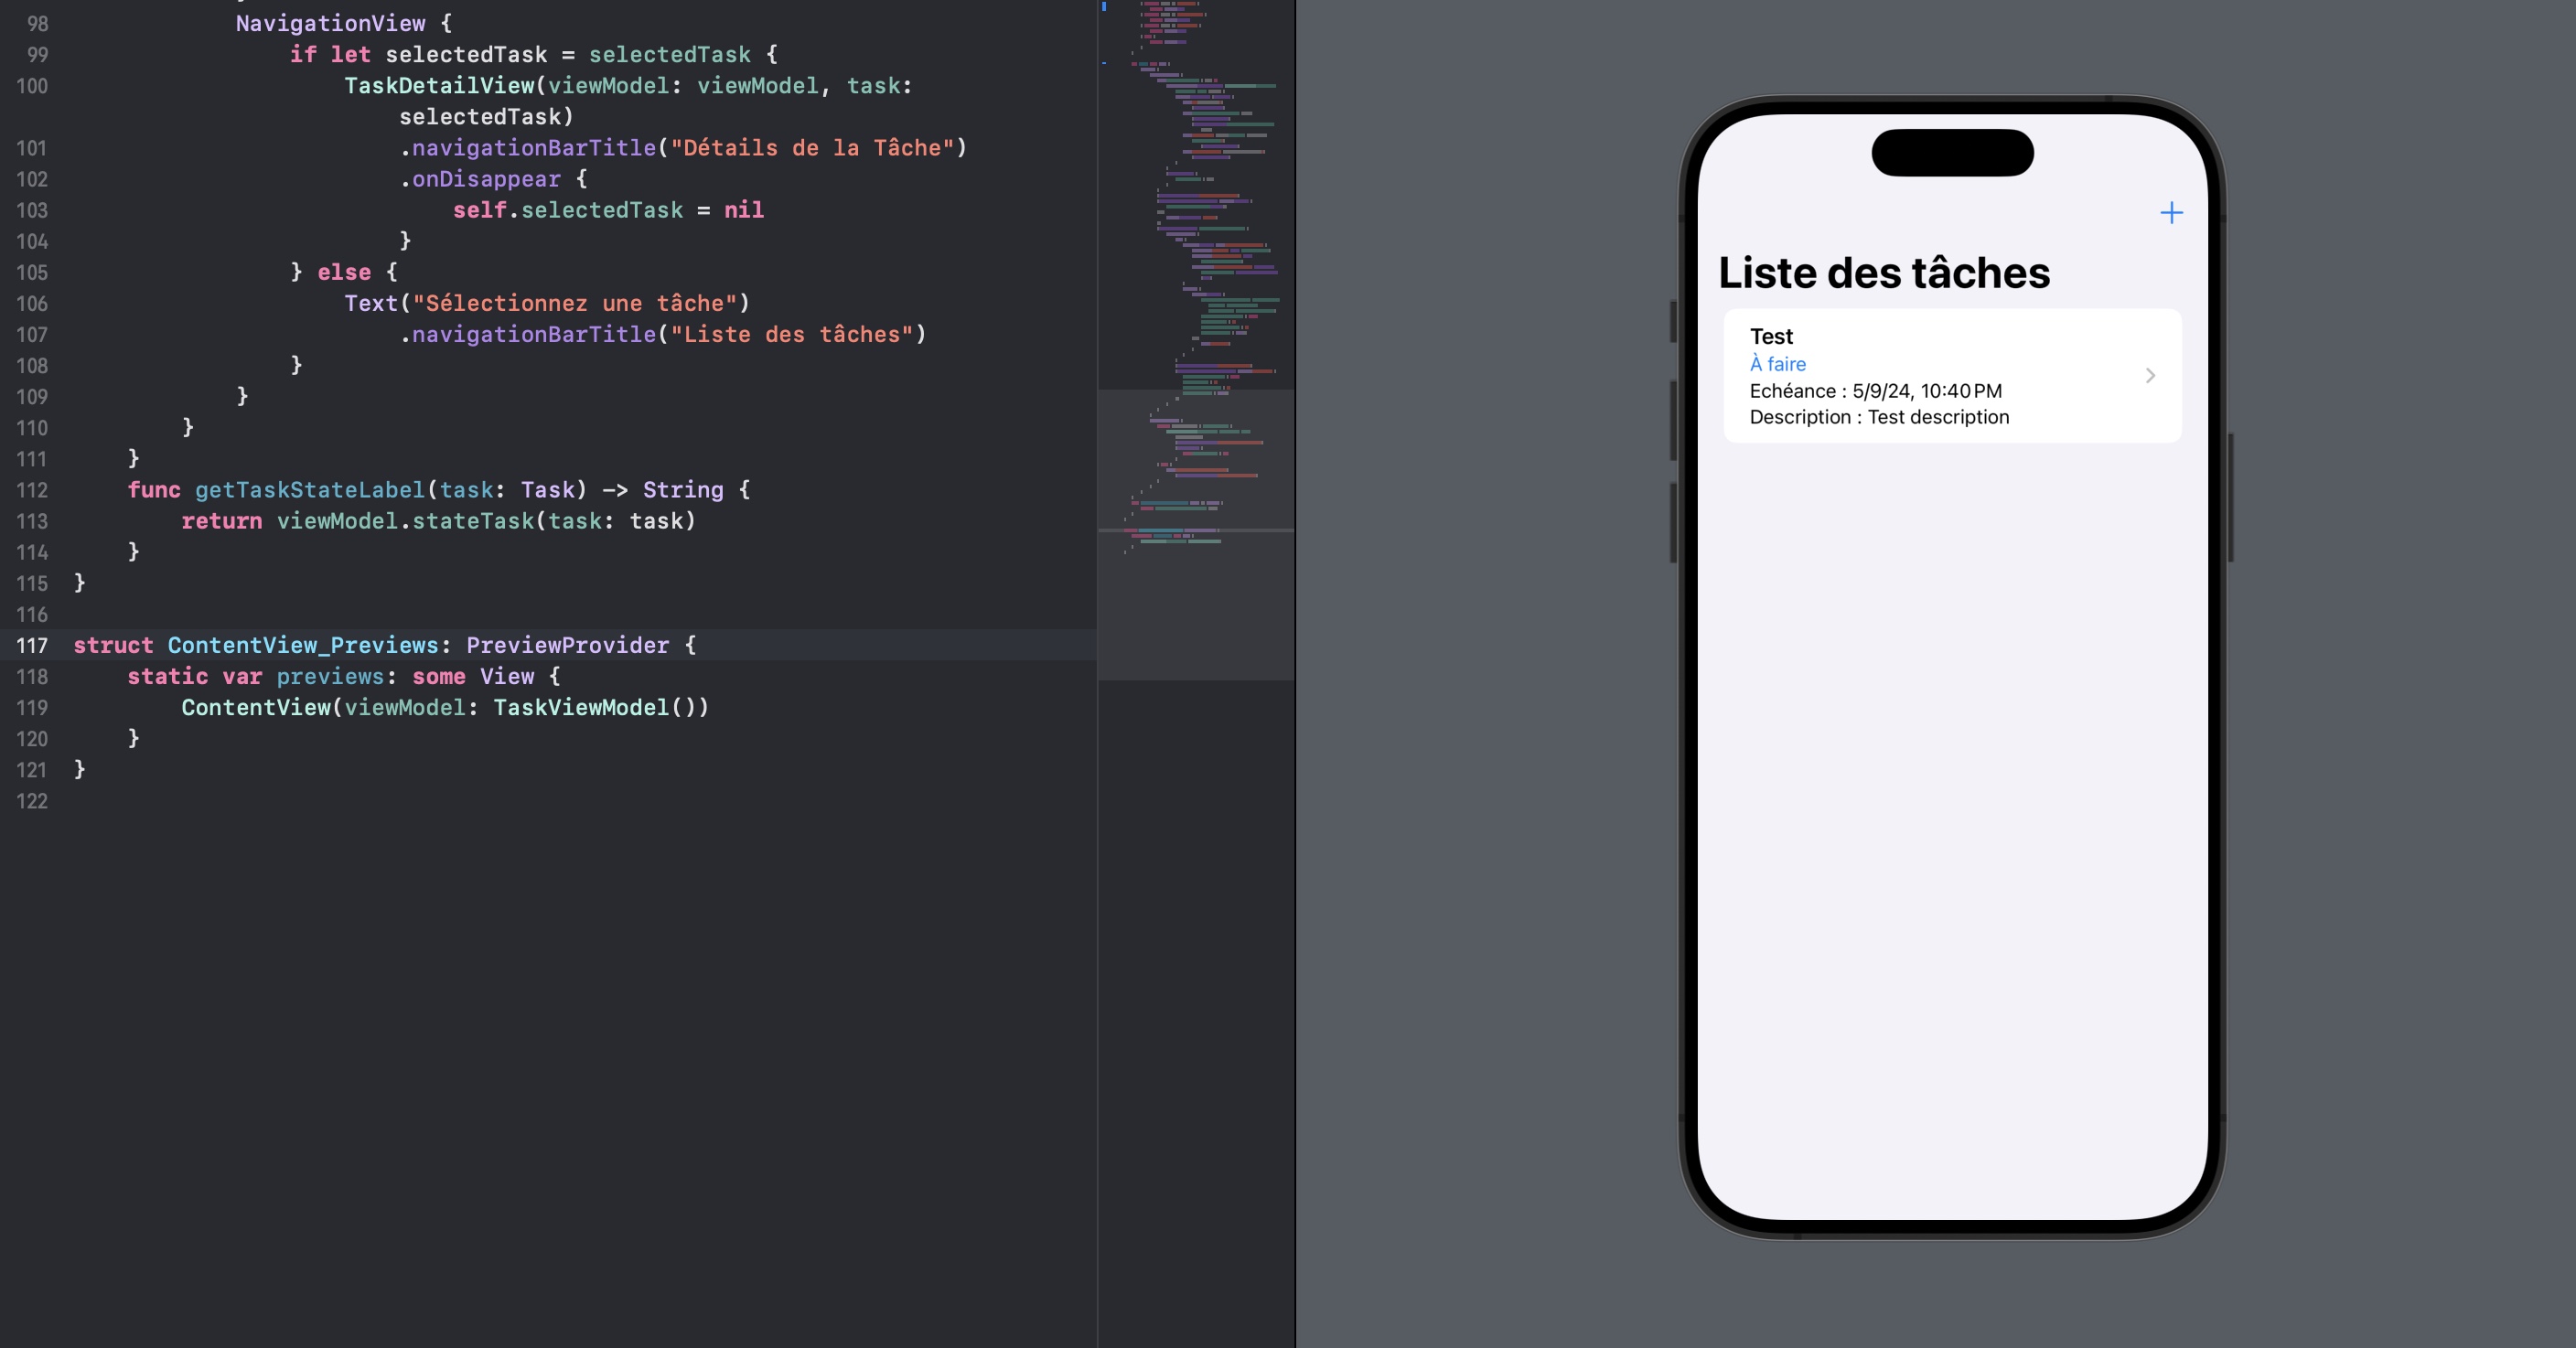 98 NavigationView {
99 if let selectedTask = selectedTask {
100 TaskDetailView(viewModel: viewModel, task:
selectedTask)
101 .navigationBarTitle("Détails de la Tâche")
102 .onDisappear {
103 self.selectedTask = nil
104 }
105 } else {
106 Text("Sélectionnez une tâche")
107 .navigationBarTitle("Liste des tâches")
108 }
109 }
110 }
111 }
112 func getTaskStateLabel(task: Task) -> String {
113 return viewModel.stateTask(task: task)
114 }
115 }
116
117 struct ContentView_Previews: PreviewProvider {
118 static var previews: some View {
119 ContentView(viewModel: TaskViewModel())
120 }
121 }
122
+
Liste des tâches
Test
À faire
Echéance : 5/9/24, 10:40 PM
Description : Test description